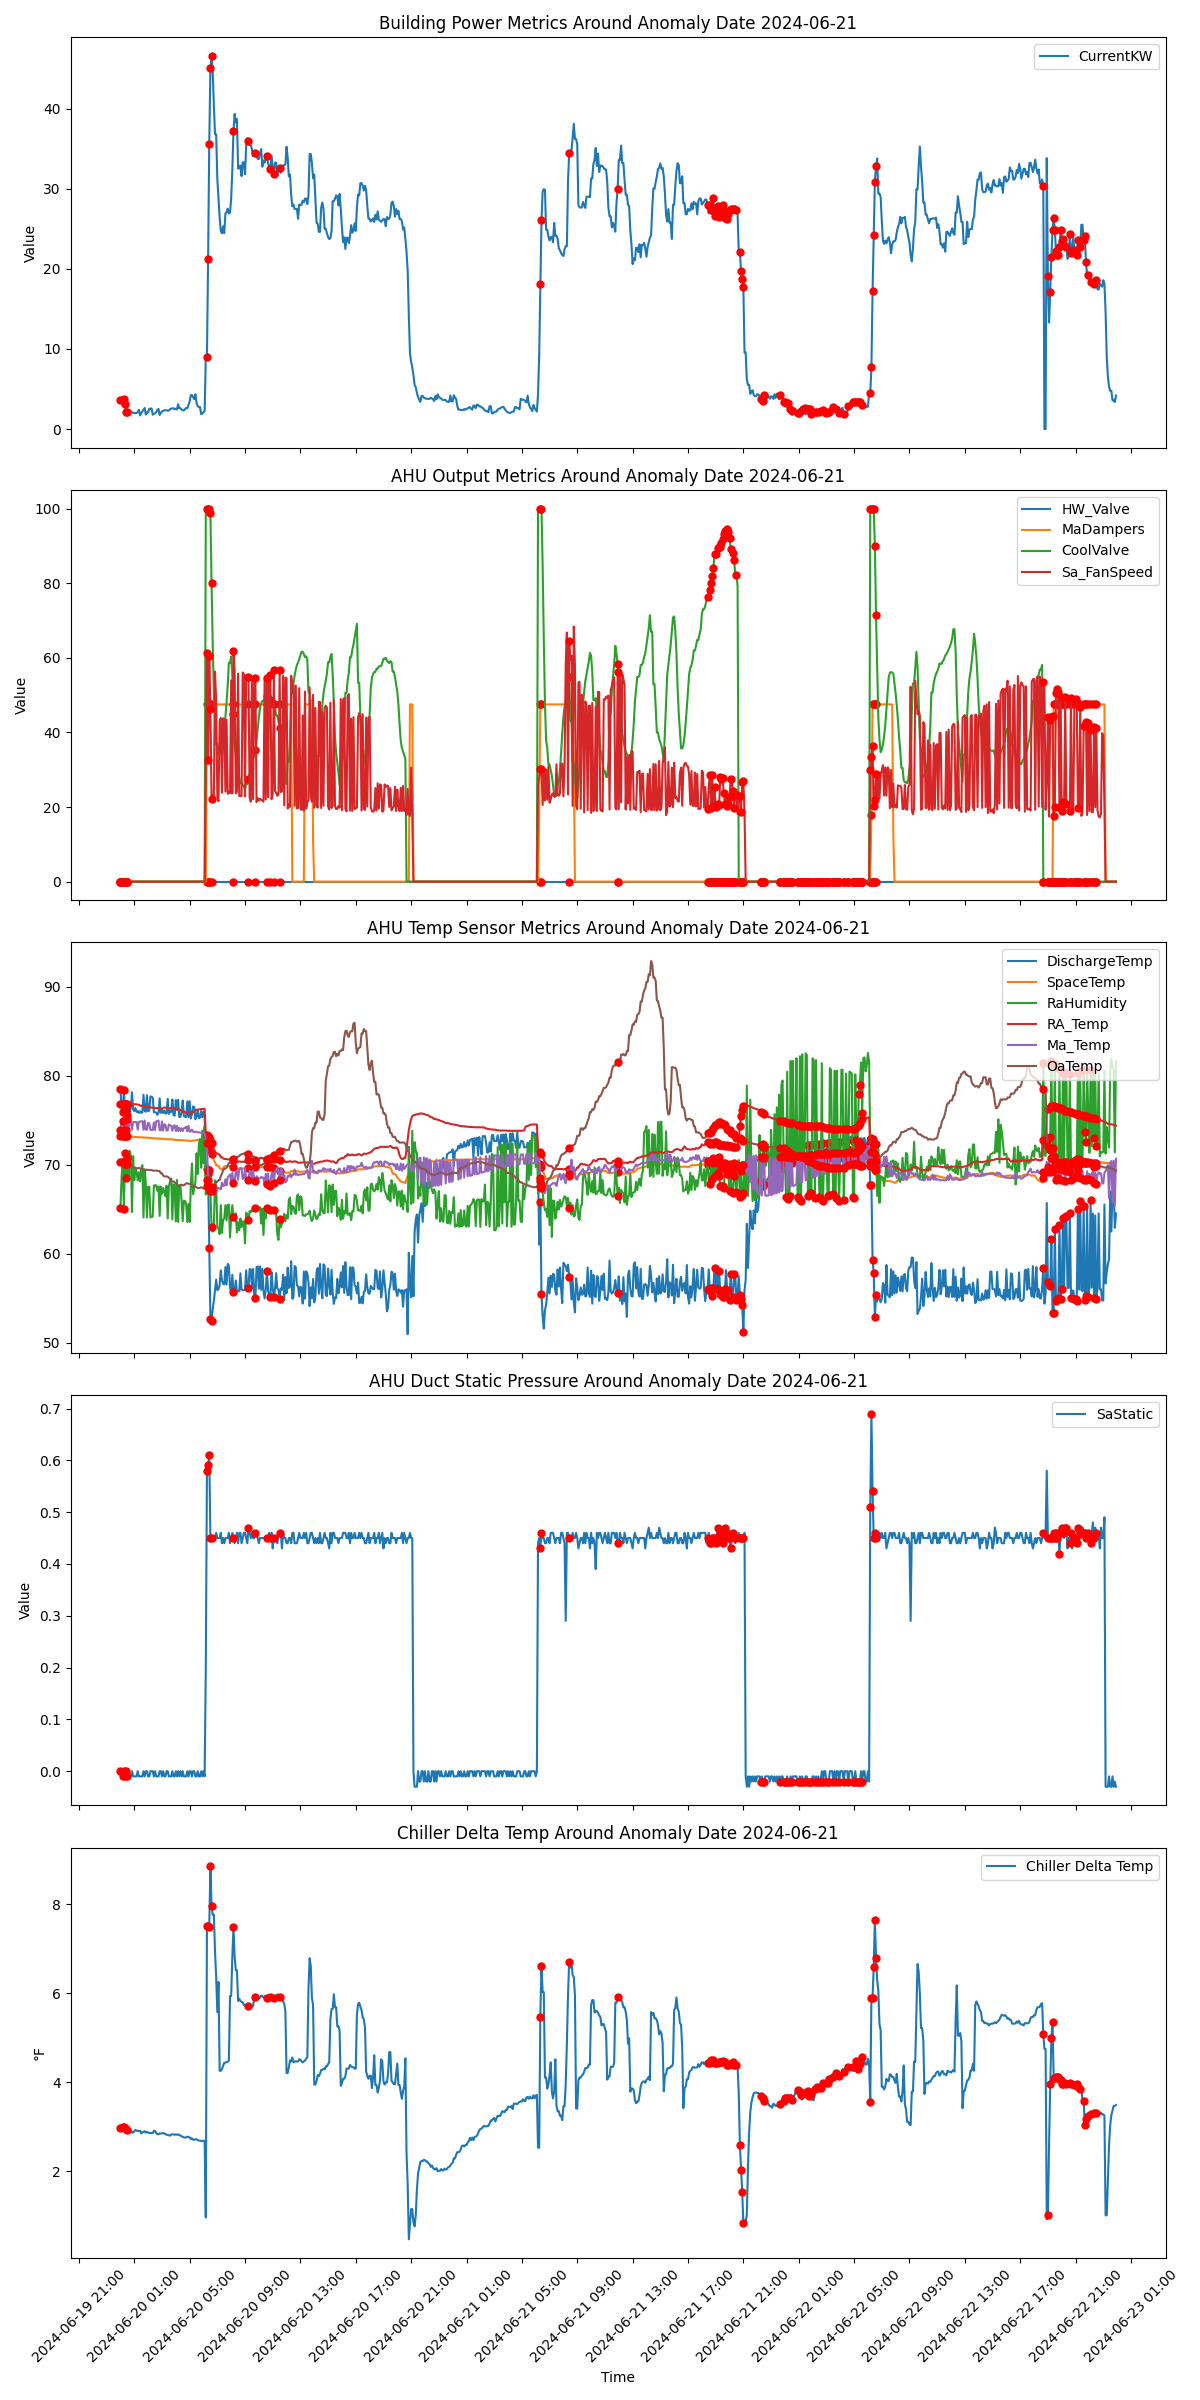 Building Power Metrics Around Anomaly Date 2024-06-21
CurrentKW
Value
40
30
20
10
0
AHU Output Metrics Around Anomaly Date 2024-06-21
HW_Valve
MaDampers
CoolValve
Sa_FanSpeed
Value
100
80
60
40
20
0
AHU Temp Sensor Metrics Around Anomaly Date 2024-06-21
DischargeTemp
SpaceTemp
RaHumidity
RA_Temp
Ma_Temp
OaTemp
Value
90
80
70
60
50
AHU Duct Static Pressure Around Anomaly Date 2024-06-21
SaStatic
Value
0.7
0.6
0.5
0.4
0.3
0.2
0.1
0.0
Chiller Delta Temp Around Anomaly Date 2024-06-21
Chiller Delta Temp
°F
8
6
4
2
2024-06-19 21:00
2024-06-20 01:00
2024-06-20 05:00
2024-06-20 09:00
2024-06-20 13:00
2024-06-20 17:00
2024-06-20 21:00
2024-06-21 01:00
2024-06-21 05:00
2024-06-21 09:00
2024-06-21 13:00
2024-06-21 17:00
2024-06-21 21:00
2024-06-22 01:00
2024-06-22 05:00
2024-06-22 09:00
2024-06-22 13:00
2024-06-22 17:00
2024-06-22 21:00
2024-06-23 01:00
Time